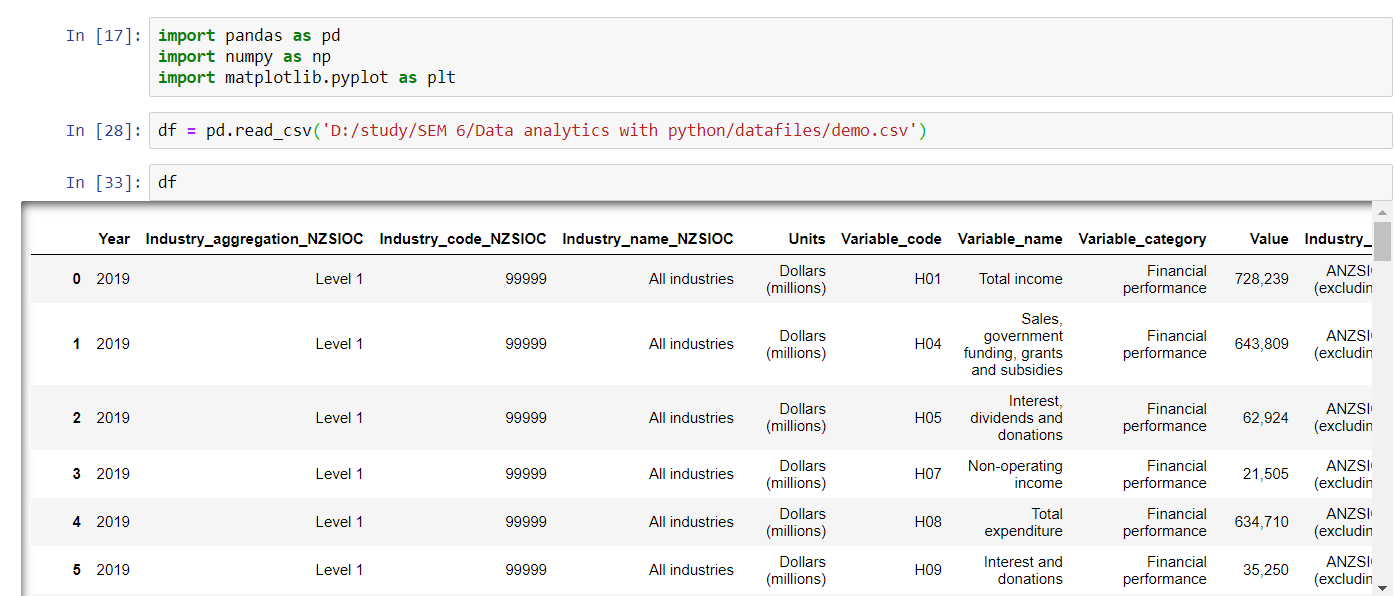 In [17]: import pandas as pd
import numpy as np
import matplotlib.pyplot as plt
In [28]: df = pd.read_csv('D:/study/SEM 6/Data analytics with python/datafiles/demo.csv')
In [33]: df
Year Industry_aggregation_NZSIOC Industry_code_NZSIOC Industry_name_NZSIOC Units Variable_code Variable_name Variable_category Value Industry_
0 2019 Level 1 99999 All industries Dollars (millions) H01 Total income Financial performance 728,239 ANZSI (excludin
1 2019 Level 1 99999 All industries Dollars (millions) H04 Sales, government funding, grants and subsidies Financial performance 643,809 ANZSI (excludin
2 2019 Level 1 99999 All industries Dollars (millions) H05 Interest, dividends and donations Financial performance 62,924 ANZSI (excludin
3 2019 Level 1 99999 All industries Dollars (millions) H07 Non-operating income Financial performance 21,505 ANZSI (excludin
4 2019 Level 1 99999 All industries Dollars (millions) H08 Total expenditure Financial performance 634,710 ANZSI (excludin
5 2019 Level 1 99999 All industries Dollars (millions) H09 Interest and donations Financial performance 35,250 ANZSI (excludin